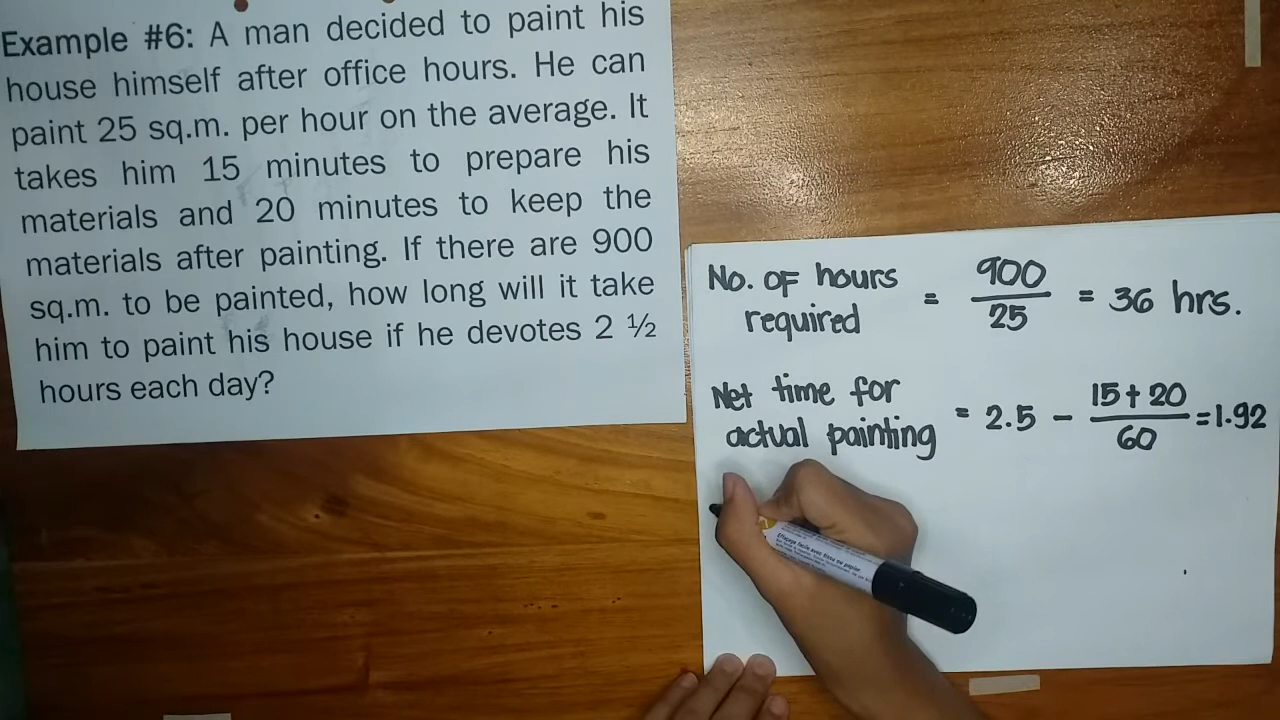 Example #6: A man decided to paint his
house himself after office hours. He can
paint 25 sq.m. per hour on the average. It
takes him 15 minutes to prepare his
materials and 20 minutes to keep the
materials after painting. If there are 900
sq.m. to be painted, how long will it take
him to paint his house if he devotes 2 ½
hours each day?
No. of hours
required = 900/25 = 36 hrs.
Net time for
actual painting = 2.5 - 15+20/60 = 1.92